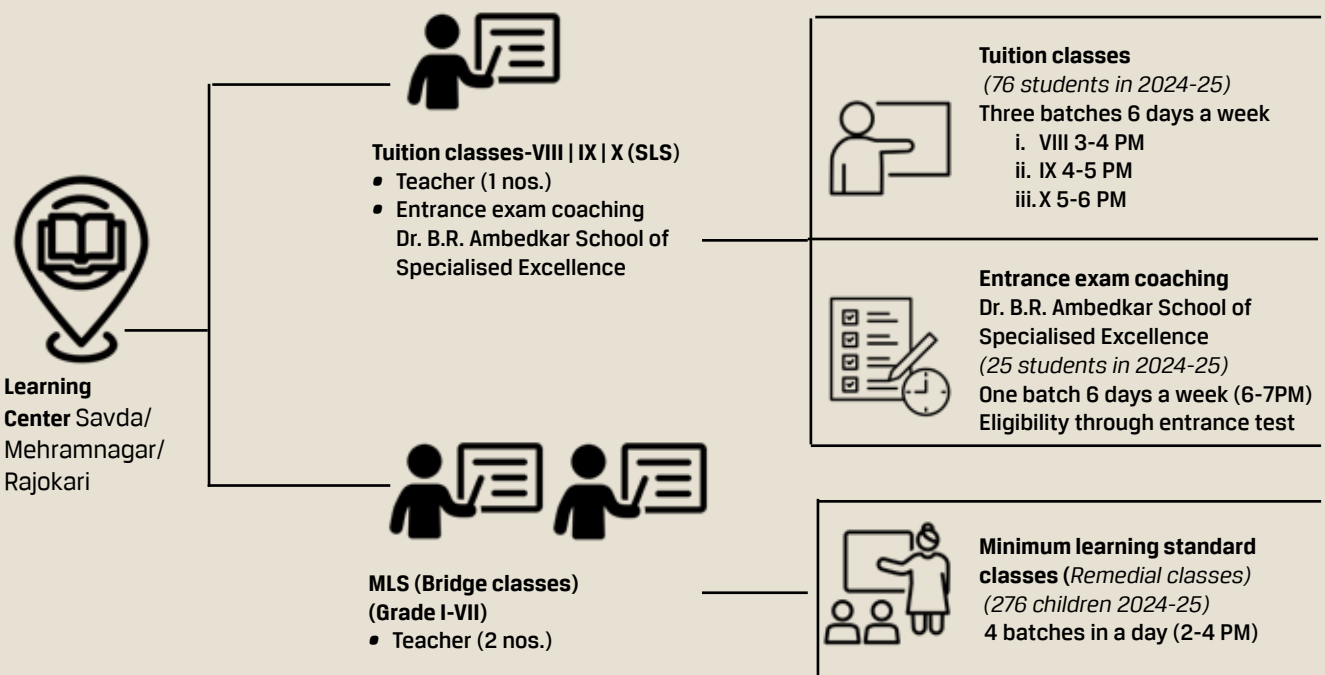 Learning
Center Savda/
Mehramnagar/
Rajokari
Tuition classes-VIII | IX | X (SLS)
• Teacher (1 nos.)
• Entrance exam coaching
Dr. B.R. Ambedkar School of
Specialised Excellence
Tuition classes
(76 students in 2024-25)
Three batches 6 days a week
i. VIII 3-4 PM
ii. IX 4-5 PM
iii.X 5-6 PM
Entrance exam coaching
Dr. B.R. Ambedkar School of
Specialised Excellence
(25 students in 2024-25)
One batch 6 days a week (6-7PM)
Eligibility through entrance test
MLS (Bridge classes)
(Grade I-VII)
• Teacher (2 nos.)
Minimum learning standard
classes (Remedial classes)
(276 children 2024-25)
4 batches in a day (2-4 PM)